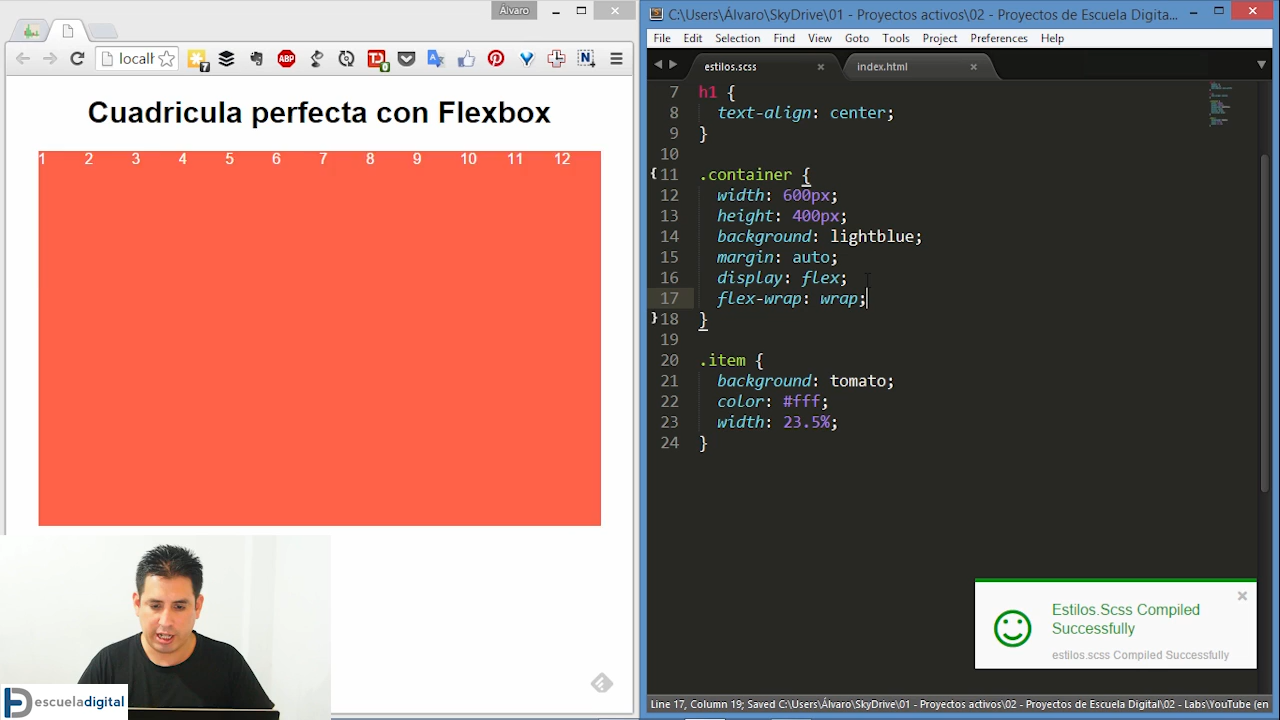 Álvaro
localh
7
ABP
0
N
Cuadricula perfecta con Flexbox
1 2 3 4 5 6 7 8 9 10 11 12
escueladigital
C:\Users\Álvaro\SkyDrive\01 - Proyectos activos\02 - Proyectos de Escuela Digital...
File Edit Selection Find View Goto Tools Project Preferences Help
estilos.scss index.html
7 h1 {
8 text-align: center;
9 }
10
11 .container {
12 width: 600px;
13 height: 400px;
14 background: lightblue;
15 margin: auto;
16 display: flex;
17 flex-wrap: wrap;
18 }
19
20 .item {
21 background: tomato;
22 color: #fff;
23 width: 23.5%;
24 }
Estilos.Scss Compiled
Successfully
estilos.scss Compiled Successfully
Line 17, Column 19; Saved C:\Users\Álvaro\SkyDrive\01 - Proyectos activos\02 - Proyectos de Escuela Digital\02 - Labs\YouTube (en